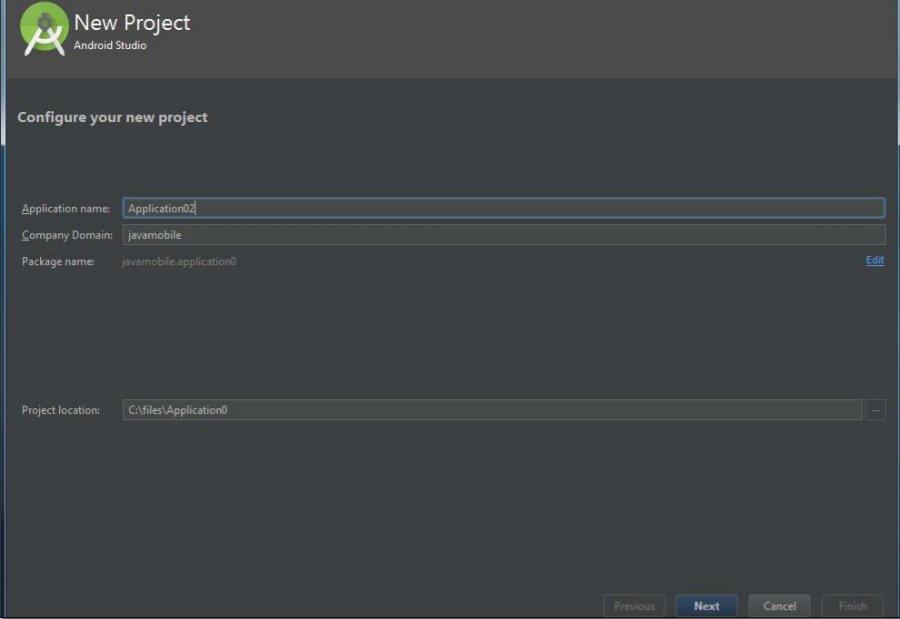 New Project
Android Studio
Configure your new project
Application name: Application02
Company Domain: javamobile
Package name: javamobile.application0 Edit
Project location: C:\files\Application0 ...
Previous Next Cancel Finish